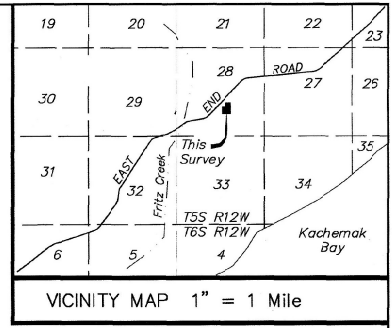 19 20 21 22 23
28 ROAD 27 26
30 29 END
This
Survey
31 EAST 32 Fritz Creek 33 34 35
T5S R12W
T6S R12W
Kachemak
Bay
6 5 4
VICINITY MAP 1" = 1 Mile